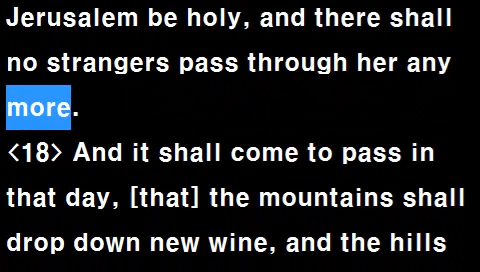 Jerusalem be holy, and there shall
no strangers pass through her any
more.
<18> And it shall come to pass in
that day, [that] the mountains shall
drop down new wine, and the hills